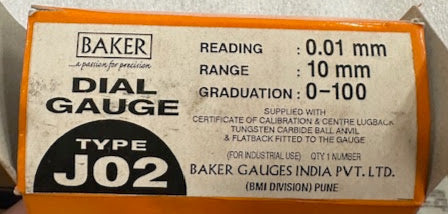 BAKER
...a passion for precision
DIAL
GAUGE
TYPE
J02
READING : 0.01 mm
RANGE : 10 mm
GRADUATION : 0-100
SUPPLIED WITH
CERTIFICATE OF CALIBRATION & CENTRE LUGBACK
TUNGSTEN CARBIDE BALL ANVIL
& FLATBACK FITTED TO THE GAUGE
(FOR INDUSTRIAL USE) QTY 1 NUMBER
BAKER GAUGES INDIA PVT. LTD.
(BMI DIVISION) PUNE